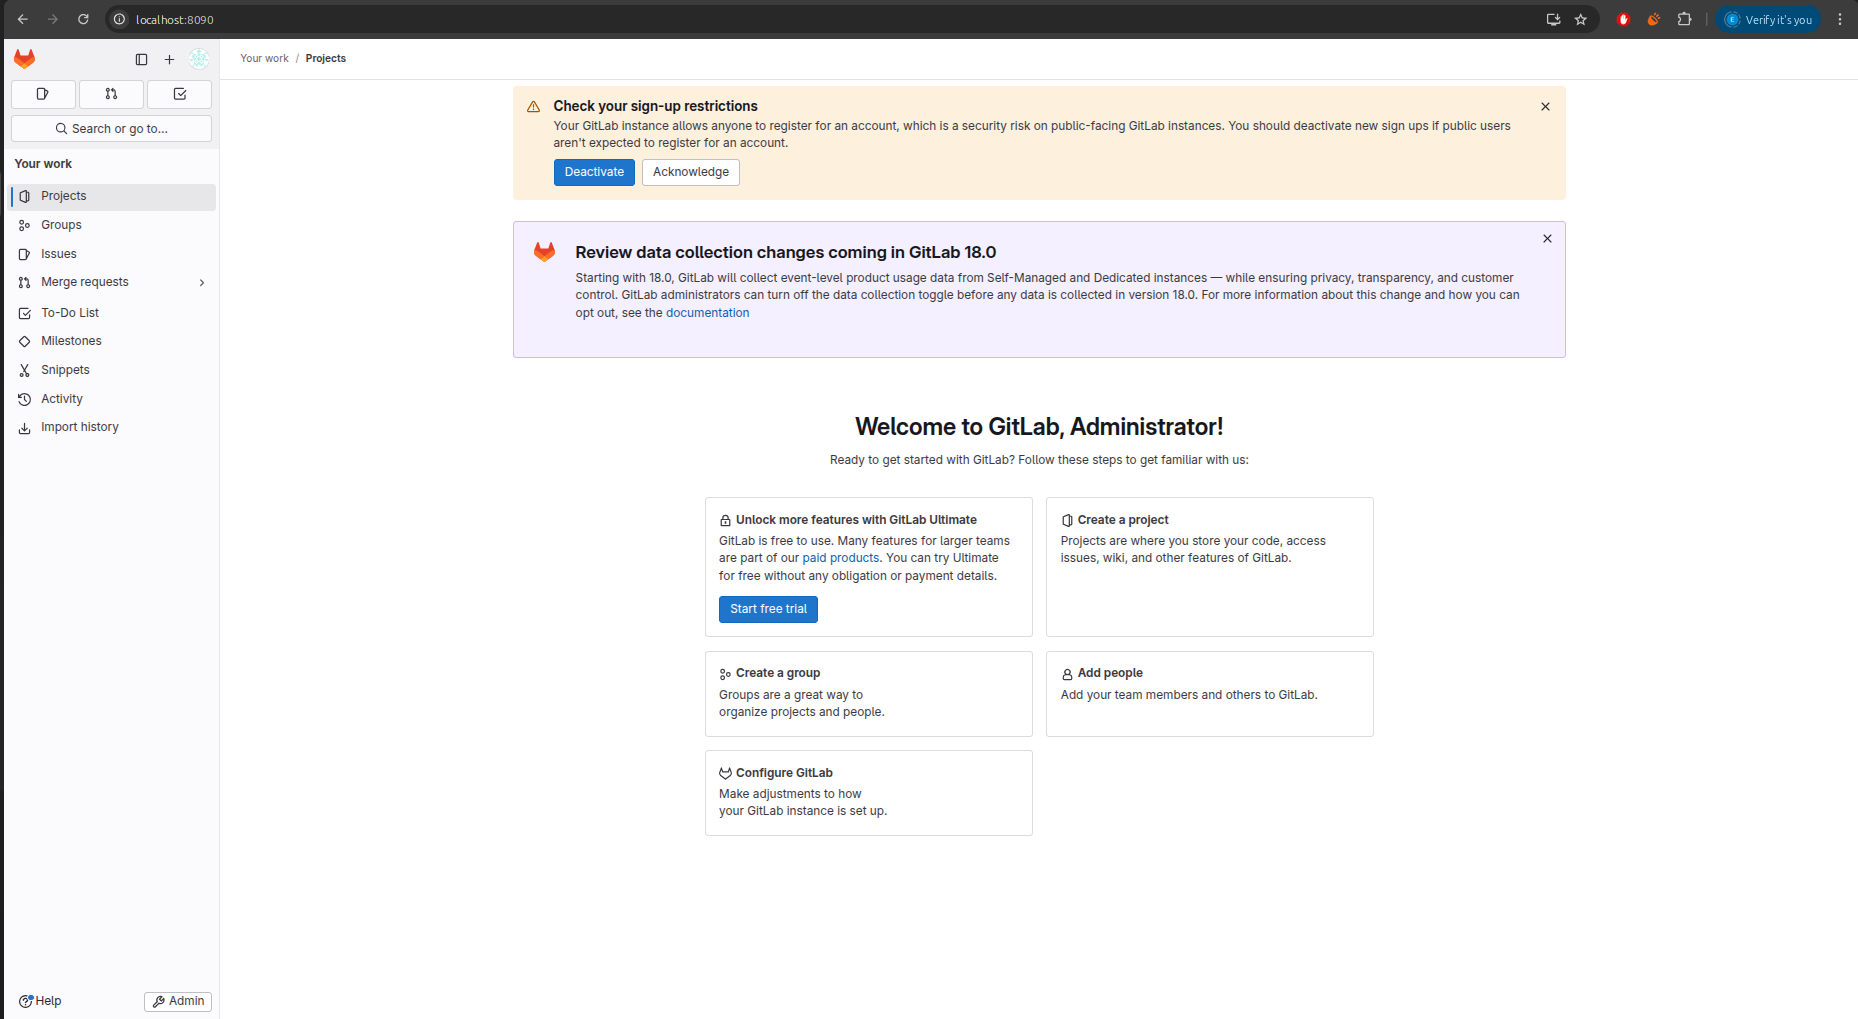 localhost:8090
Verify it's you
Your work / Projects
Search or go to...
Your work
Projects
Groups
Issues
Merge requests
To-Do List
Milestones
Snippets
Activity
Import history
Help
Admin
Check your sign-up restrictions
Your GitLab instance allows anyone to register for an account, which is a security risk on public-facing GitLab instances. You should deactivate new sign ups if public users
aren't expected to register for an account.
Deactivate
Acknowledge
Review data collection changes coming in GitLab 18.0
Starting with 18.0, GitLab will collect event-level product usage data from Self-Managed and Dedicated instances — while ensuring privacy, transparency, and customer
control. GitLab administrators can turn off the data collection toggle before any data is collected in version 18.0. For more information about this change and how you can
opt out, see the documentation
Welcome to GitLab, Administrator!
Ready to get started with GitLab? Follow these steps to get familiar with us:
Unlock more features with GitLab Ultimate
GitLab is free to use. Many features for larger teams
are part of our paid products. You can try Ultimate
for free without any obligation or payment details.
Start free trial
Create a project
Projects are where you store your code, access
issues, wiki, and other features of GitLab.
Create a group
Groups are a great way to
organize projects and people.
Add people
Add your team members and others to GitLab.
Configure GitLab
Make adjustments to how
your GitLab instance is set up.